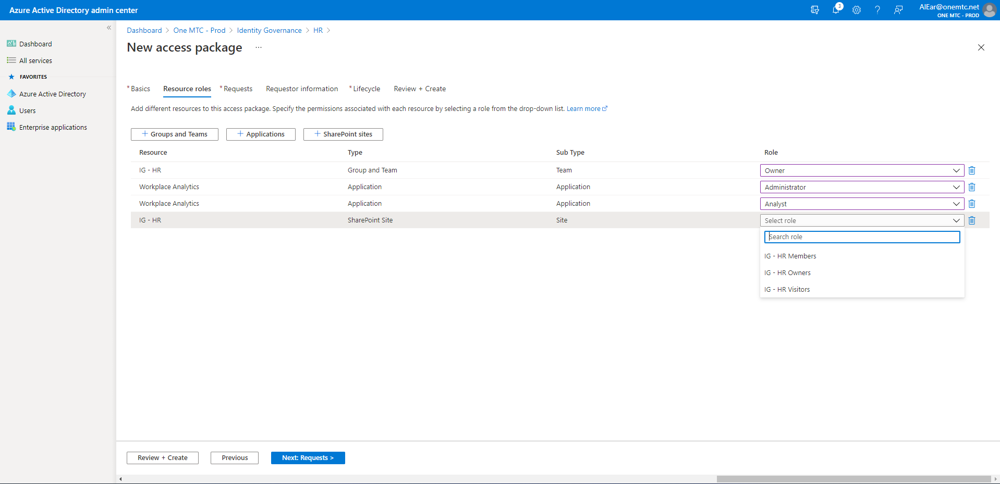 Azure Active Directory admin center
3
AlEar@onemtc.net
ONE MTC - PROD
«
Dashboard
All services
FAVORITES
Azure Active Directory
Users
Enterprise applications
Dashboard > One MTC - Prod > Identity Governance > HR >
New access package ...
* Basics Resource roles * Requests Requestor information * Lifecycle Review + Create
Add different resources to this access package. Specify the permissions associated with each resource by selecting a role from the drop-down list. Learn more
+ Groups and Teams + Applications + SharePoint sites
Resource Type Sub Type Role
IG - HR Group and Team Team Owner
Workplace Analytics Application Application Administrator
Workplace Analytics Application Application Analyst
IG - HR SharePoint Site Site Select role
Search role
IG - HR Members
IG - HR Owners
IG - HR Visitors
Review + Create Previous Next: Requests >